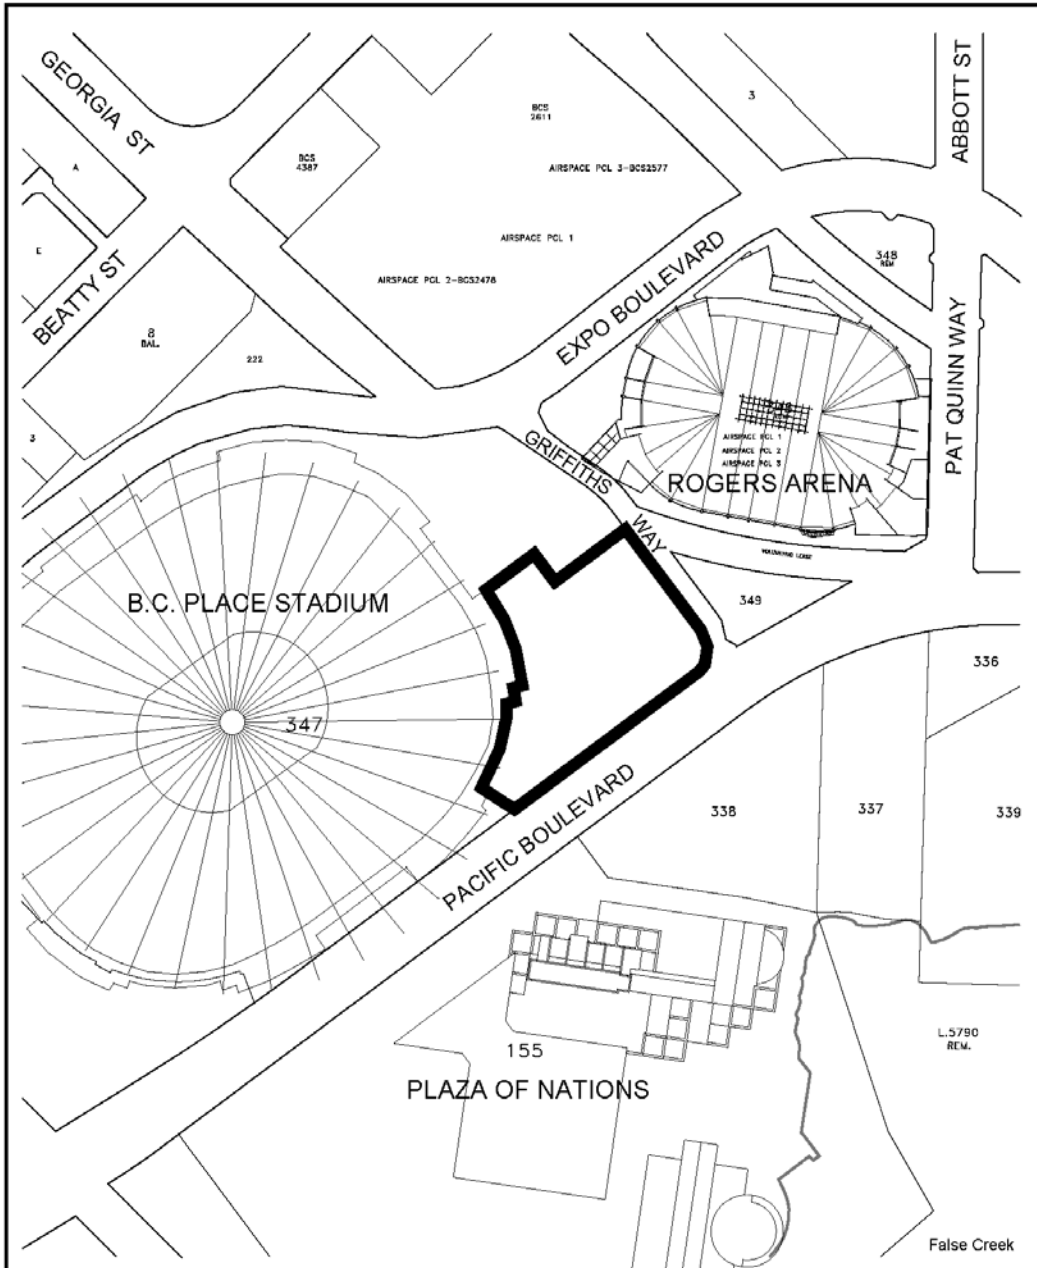 GEORGIA ST
ABBOTT ST
3
BCS
2611
BCS
4387
A
AIRSPACE PCL 3-BCS2577
AIRSPACE PCL 1
E
BEATTY ST
EXPO BOULEVARD
348
REM
AIRSPACE PCL 2-BCS2478
8
BAL.
222
PAT QUINN WAY
3
GRIFFITHS WAY
AIRSPACE PCL 1
AIRSPACE PCL 2
AIRSPACE PCL 3
ROGERS ARENA
B.C. PLACE STADIUM
349
336
347
PACIFIC BOULEVARD
338
337
339
L.5790
REM.
155
PLAZA OF NATIONS
False Creek